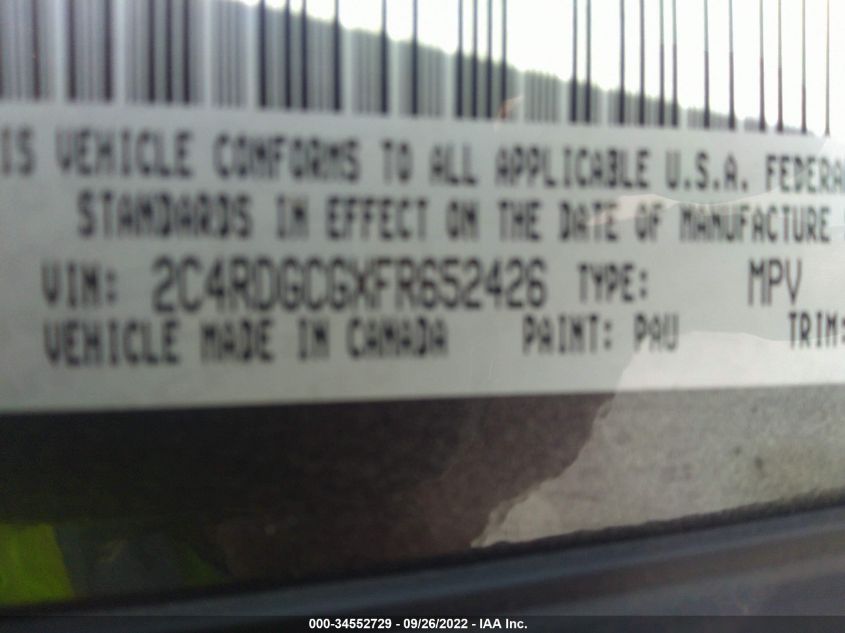 IS VEHICLE CONFORMS TO ALL APPLICABLE U.S.A. FEDERA
STANDARDS IN EFFECT ON THE DATE OF MANUFACTURE
VIN: 2C4RDGCGXFR652426 TYPE: MPV
VEHICLE MADE IN CANADA PAINT: PAU TRIM:
000-34552729 - 09/26/2022 - IAA Inc.